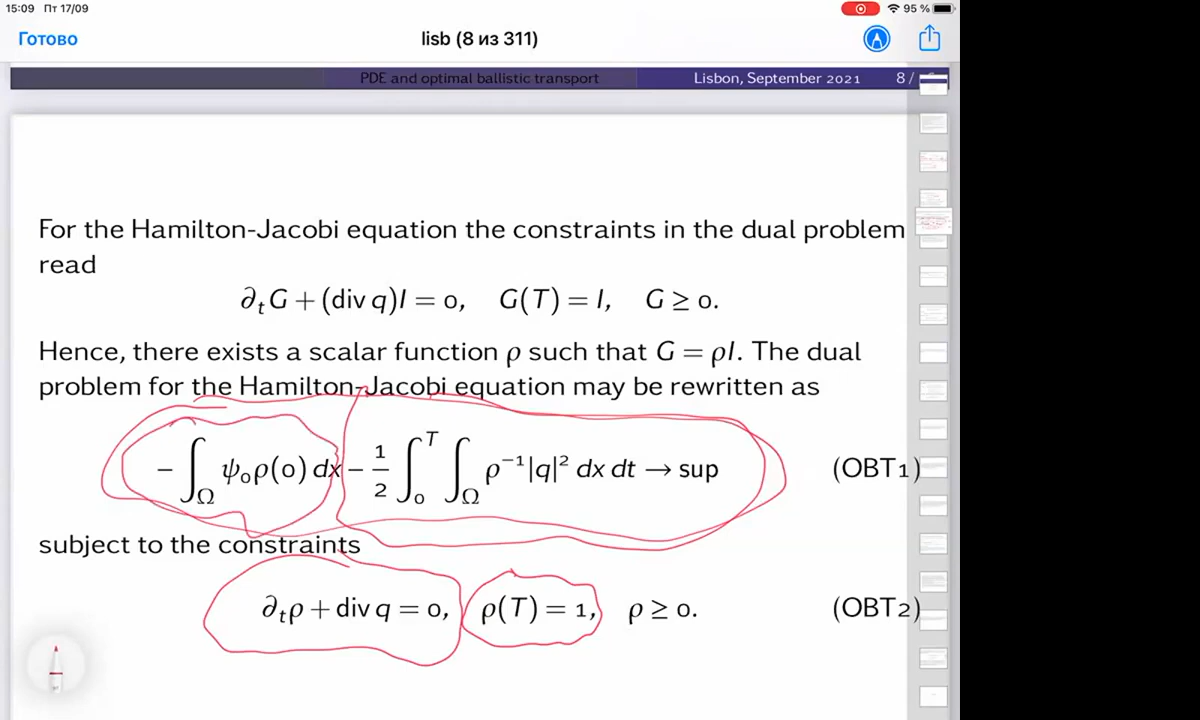 15:09 Пт 17/09 95 %
Готово lisb (8 из 311)
PDE and optimal ballistic transport Lisbon, September 2021 8 /
For the Hamilton-Jacobi equation the constraints in the dual problem
read
∂ₜG + (div q)I = 0, G(T) = I, G ≥ 0.
Hence, there exists a scalar function ρ such that G = ρI. The dual
problem for the Hamilton-Jacobi equation may be rewritten as
− ∫_Ω ψ₀ρ(0) dx − 1/2 ∫₀ᵀ ∫_Ω ρ⁻¹|q|² dx dt → sup (OBT1)
subject to the constraints
∂ₜρ + div q = 0, ρ(T) = 1, ρ ≥ 0. (OBT2)